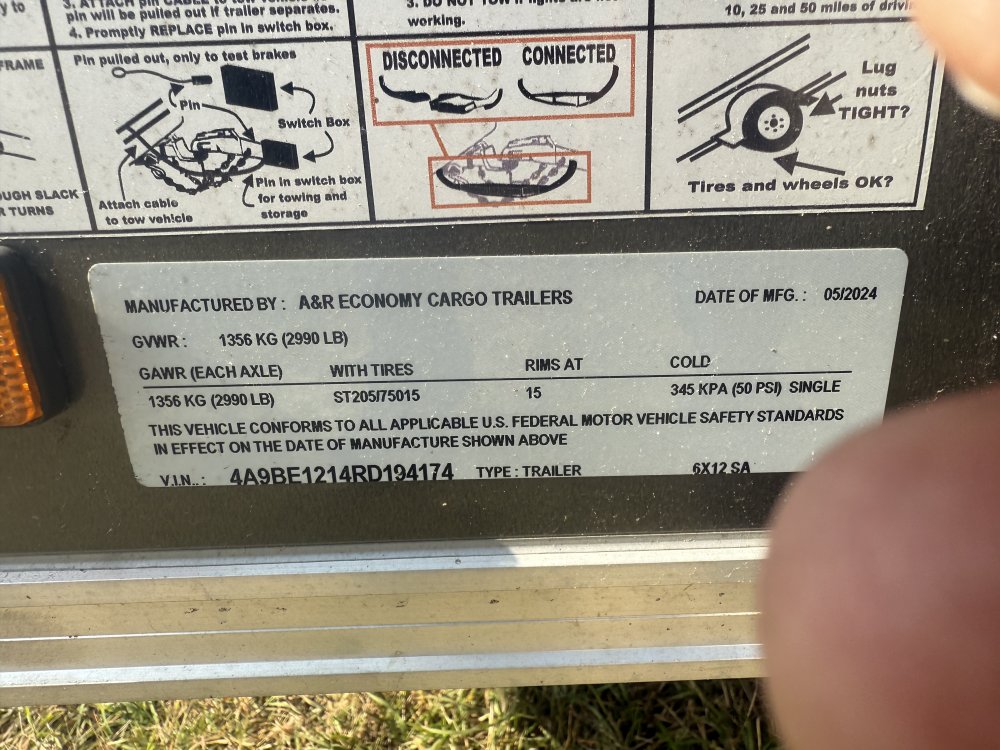 y to
3. ATTACH pin CABLE to tow vehicle
pin will be pulled out if trailer separates.
4. Promptly REPLACE pin in switch box.
3. DO NOT TOW if lights are not
working.
10, 25 and 50 miles of
FRAME
OUGH SLACK
R TURNS
Pin pulled out, only to test brakes
Pin
Switch Box
Pin in switch box
for towing and
storage
Attach cable
to tow vehicle
DISCONNECTED CONNECTED
Lug
nuts
TIGHT?
Tires and wheels OK?
MANUFACTURED BY : A&R ECONOMY CARGO TRAILERS DATE OF MFG. : 05/2024
GVWR : 1356 KG (2990 LB)
GAWR (EACH AXLE) WITH TIRES RIMS AT COLD
1356 KG (2990 LB) ST205/75015 15 345 KPA (50 PSI) SINGLE
THIS VEHICLE CONFORMS TO ALL APPLICABLE U.S. FEDERAL MOTOR VEHICLE SAFETY STANDARDS
IN EFFECT ON THE DATE OF MANUFACTURE SHOWN ABOVE
V.I.N.. : 4A9BE1214RD194174 TYPE : TRAILER 6X12 SA